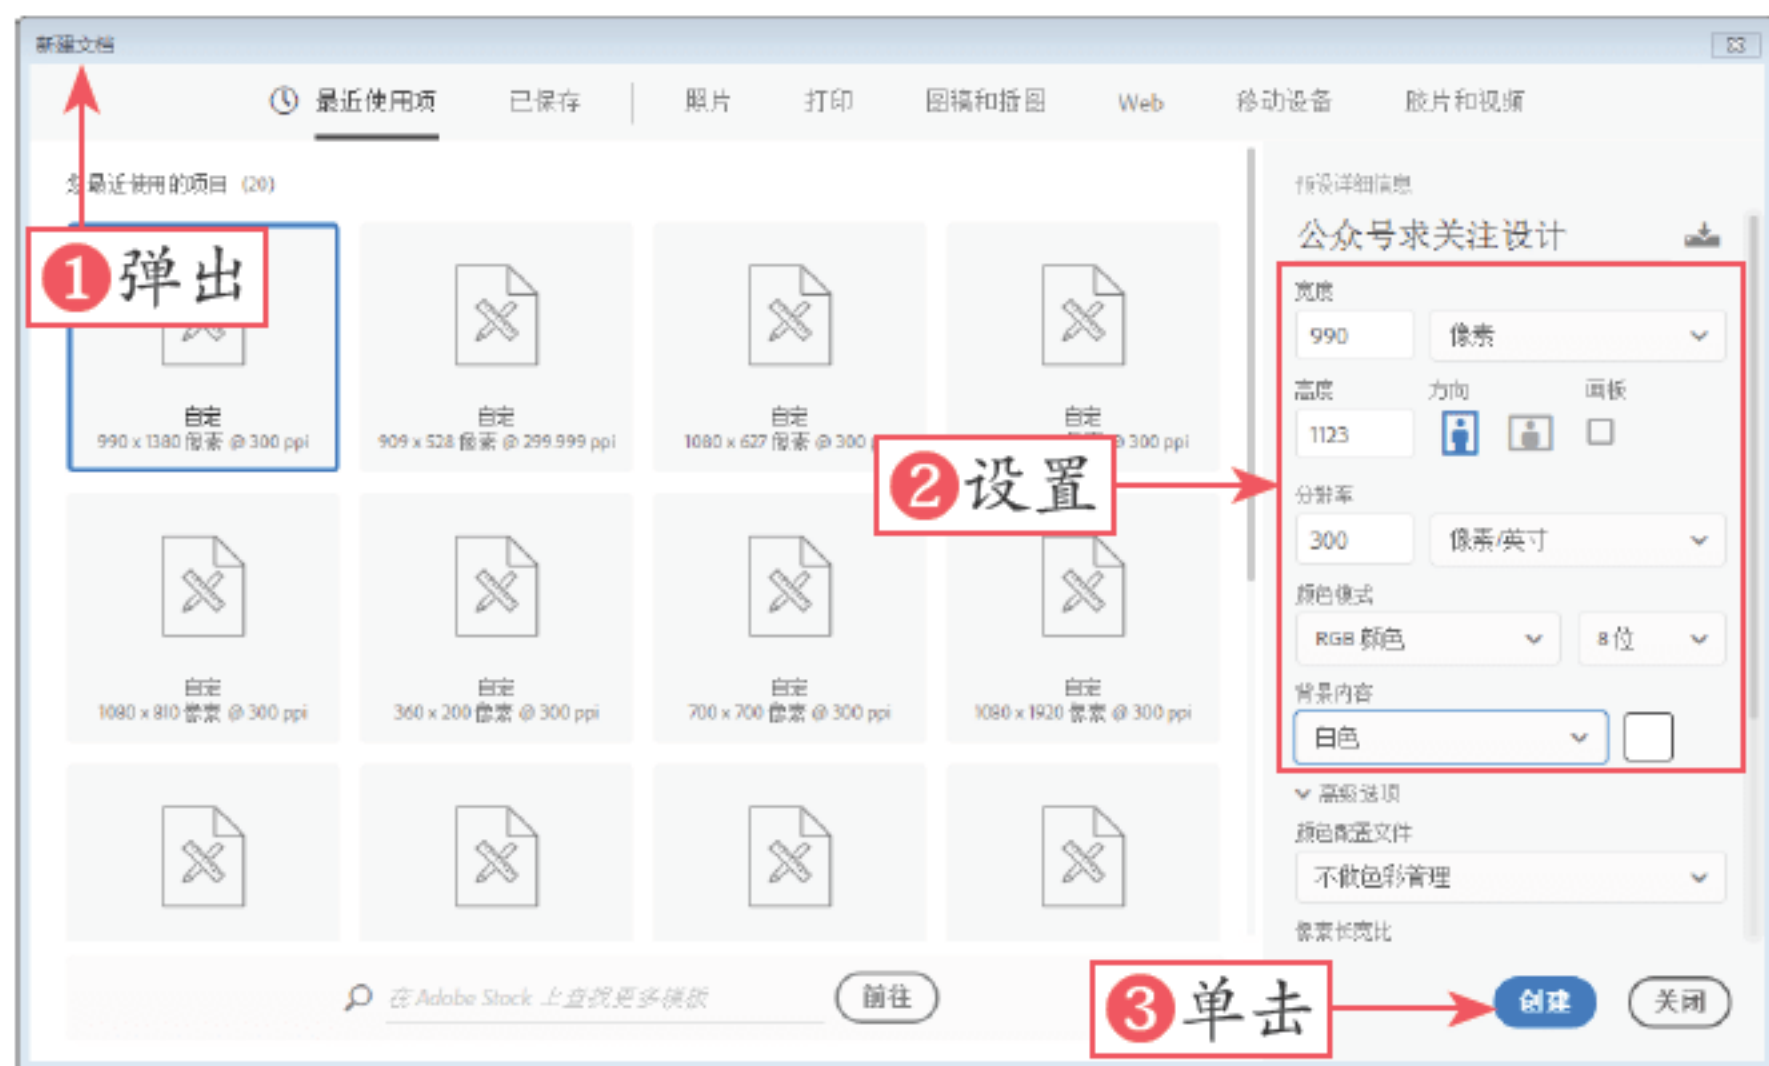 新建文档
最近使用项 已保存 照片 打印 图稿和插图 Web 移动设备 胶片和视频
您最近使用的项目 (20)
预设详细信息
公众号求关注设计
1 弹出
宽度
990 像素
高度 方向 画板
1123
自定 自定 自定 自定
990 x 1380 像素 @ 300 ppi 909 x 528 像素 @ 299.999 ppi 1080 x 627 像素 @ 300 300 ppi
2 设置
分辨率
300 像素/英寸
颜色模式
RGB 颜色 8 位
自定 自定 自定 自定
1080 x 810 像素 @ 300 ppi 360 x 200 像素 @ 300 ppi 700 x 700 像素 @ 300 ppi 1080 x 1920 像素 @ 300 ppi
背景内容
白色
高级选项
颜色配置文件
不做色彩管理
像素长宽比
在 Adobe Stock 上查找更多模板 前往
3 单击
创建 关闭